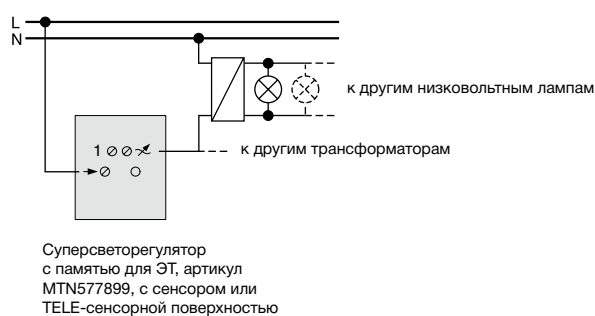 L
N
к другим низковольтным лампам
1
к другим трансформаторам
Суперсветорегулятор
с памятью для ЭТ, артикул
MTN577899, с сенсором или
TELE-сенсорной поверхностью